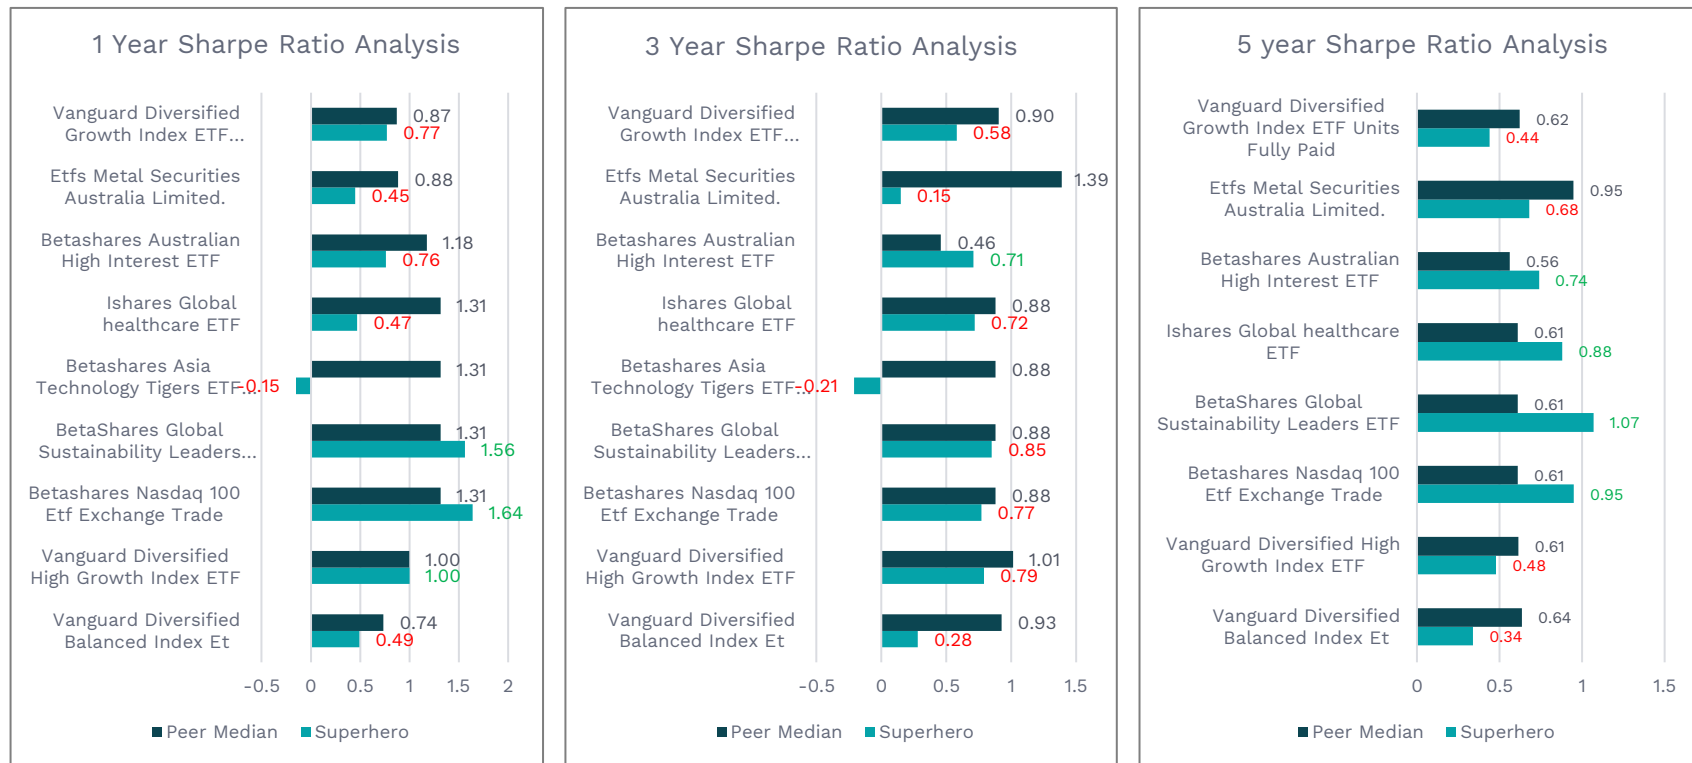 1 Year Sharpe Ratio Analysis
Vanguard Diversified
Growth Index ETF...
0.87
0.77
Etfs Metal Securities
Australia Limited.
0.88
0.45
Betashares Australian
High Interest ETF
1.18
0.76
Ishares Global
healthcare ETF
1.31
0.47
Betashares Asia
Technology Tigers ETF...
1.31
-0.15
BetaShares Global
Sustainability Leaders...
1.31
1.56
Betashares Nasdaq 100
Etf Exchange Trade
1.31
1.64
Vanguard Diversified
High Growth Index ETF
1.00
1.00
Vanguard Diversified
Balanced Index Et
0.74
0.49
-0.5 0 0.5 1 1.5 2
Peer Median Superhero
3 Year Sharpe Ratio Analysis
Vanguard Diversified
Growth Index ETF...
0.90
0.58
Etfs Metal Securities
Australia Limited.
1.39
0.15
Betashares Australian
High Interest ETF
0.46
0.71
Ishares Global
healthcare ETF
0.88
0.72
Betashares Asia
Technology Tigers ETF...
0.88
-0.21
BetaShares Global
Sustainability Leaders...
0.88
0.85
Betashares Nasdaq 100
Etf Exchange Trade
0.88
0.77
Vanguard Diversified
High Growth Index ETF
1.01
0.79
Vanguard Diversified
Balanced Index Et
0.93
0.28
-0.5 0 0.5 1 1.5
Peer Median Superhero
5 year Sharpe Ratio Analysis
Vanguard Diversified
Growth Index ETF Units
Fully Paid
0.62
0.44
Etfs Metal Securities
Australia Limited.
0.95
0.68
Betashares Australian
High Interest ETF
0.56
0.74
Ishares Global healthcare
ETF
0.61
0.88
BetaShares Global
Sustainability Leaders ETF
0.61
1.07
Betashares Nasdaq 100
Etf Exchange Trade
0.61
0.95
Vanguard Diversified High
Growth Index ETF
0.61
0.48
Vanguard Diversified
Balanced Index Et
0.64
0.34
0 0.5 1 1.5
Peer Median Superhero